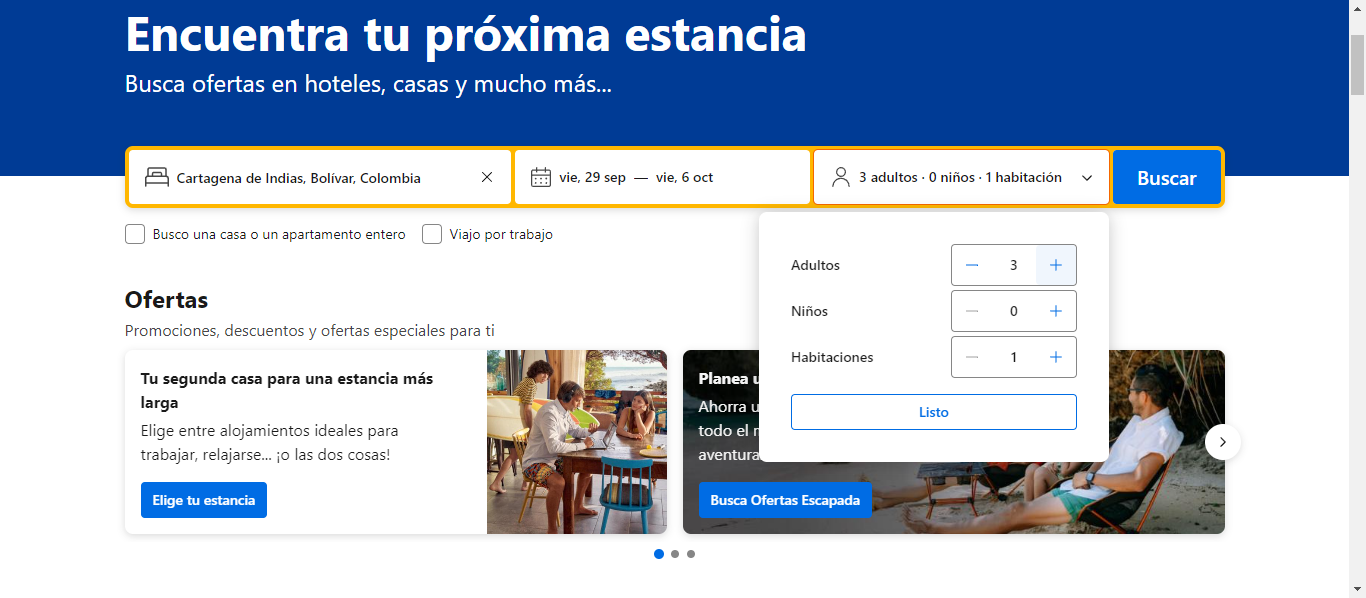 Encuentra tu próxima estancia
Busca ofertas en hoteles, casas y mucho más...
Cartagena de Indias, Bolívar, Colombia
vie, 29 sep — vie, 6 oct
3 adultos · 0 niños · 1 habitación
Buscar
Busco una casa o un apartamento entero
Viajo por trabajo
Adultos
3
Niños
0
Habitaciones
1
Listo
Ofertas
Promociones, descuentos y ofertas especiales para ti
Tu segunda casa para una estancia más
larga
Elige entre alojamientos ideales para
trabajar, relajarse... ¡o las dos cosas!
Elige tu estancia
Planea
Ahorra
todo el
aventura
Busca Ofertas Escapada